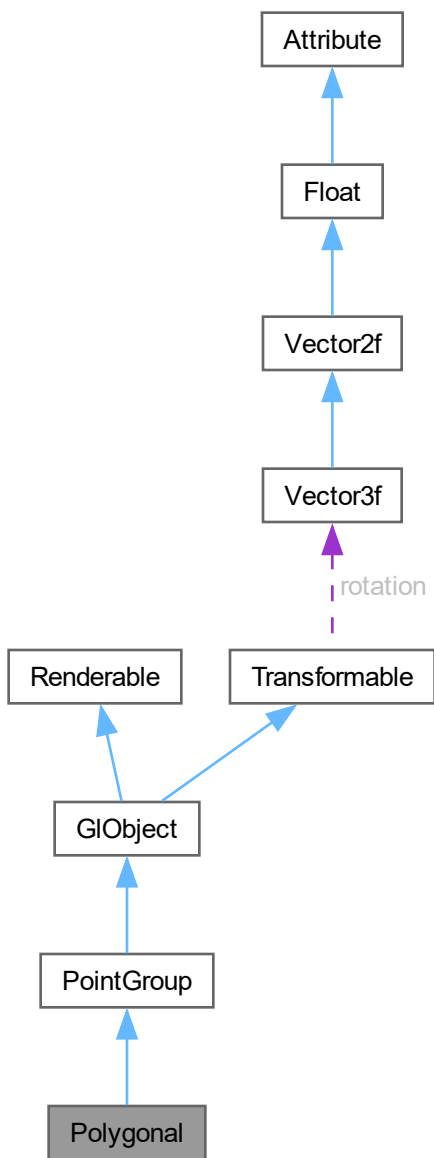 Attribute
Float
Vector2f
Vector3f
rotation
Renderable
Transformable
GlObject
PointGroup
Polygonal